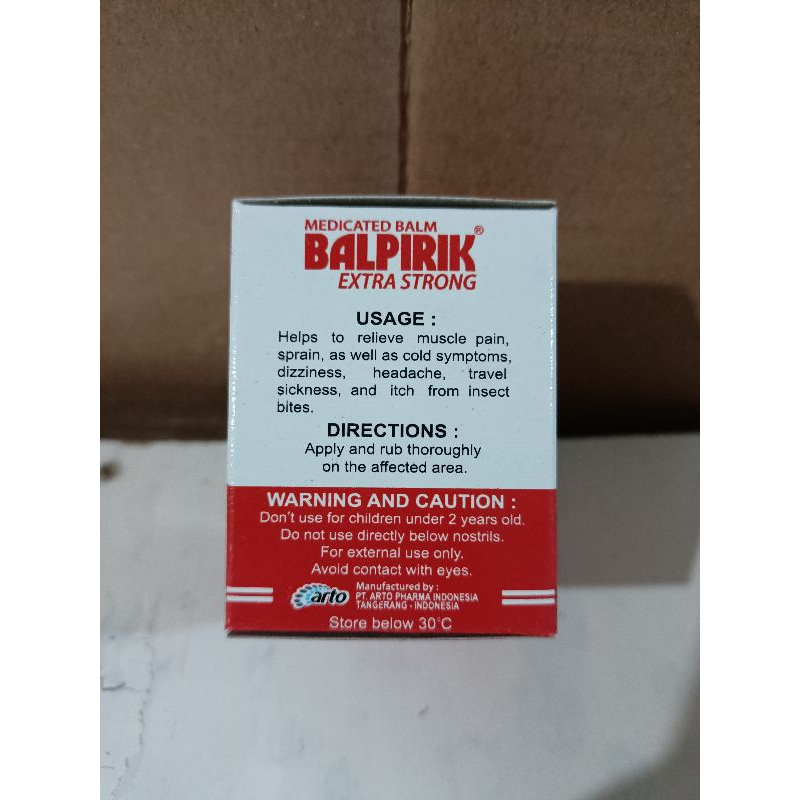 MEDICATED BALM
BALPIRIK®
EXTRA STRONG
USAGE :
Helps to relieve muscle pain,
sprain, as well as cold symptoms,
dizziness, headache, travel
sickness, and itch from insect
bites.
DIRECTIONS :
Apply and rub thoroughly
on the affected area.
WARNING AND CAUTION :
Don't use for children under 2 years old.
Do not use directly below nostrils.
For external use only.
Avoid contact with eyes.
arto
Manufactured by :
PT. ARTO PHARMA INDONESIA
TANGERANG - INDONESIA
Store below 30°C